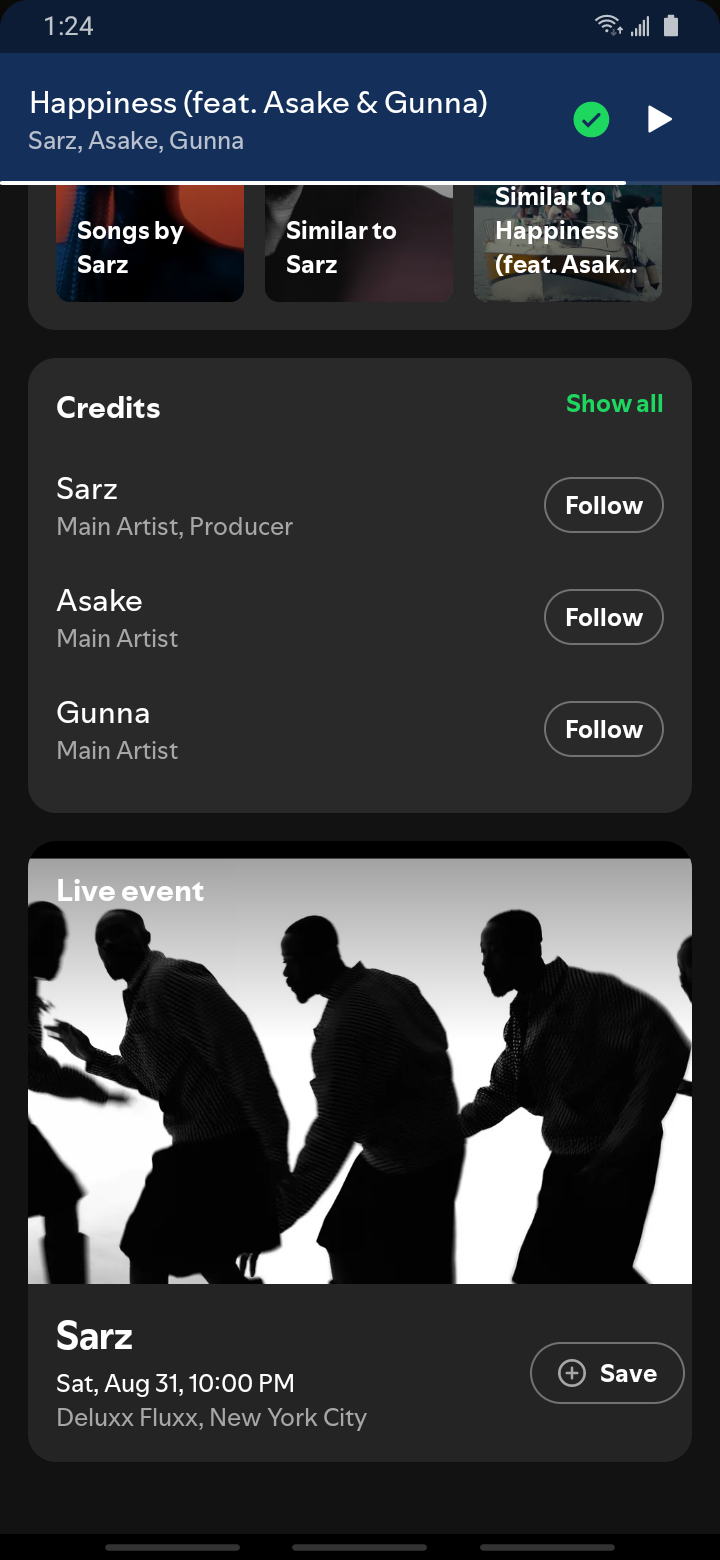 1:24
Happiness (feat. Asake & Gunna)
Sarz, Asake, Gunna
Songs by
Sarz
Similar to
Sarz
Similar to
Happiness
(feat. Asak...
Credits
Show all
Sarz
Main Artist, Producer
Follow
Asake
Main Artist
Follow
Gunna
Main Artist
Follow
Live event
Sarz
Sat, Aug 31, 10:00 PM
Deluxx Fluxx, New York City
Save